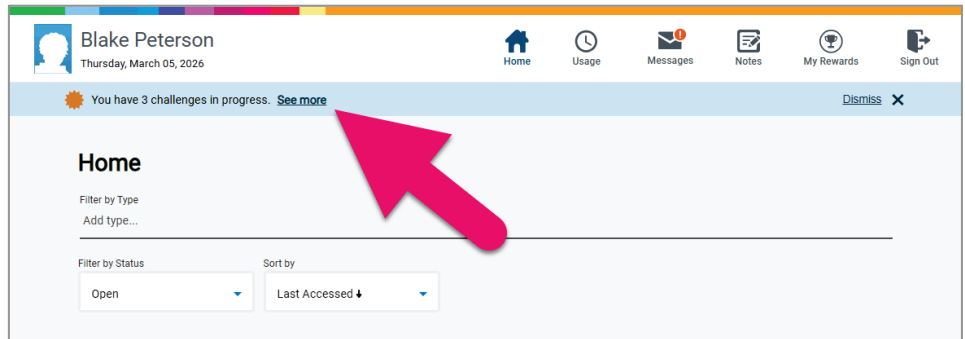 Blake Peterson
Thursday, March 05, 2026
Home
Usage
Messages
Notes
My Rewards
Sign Out
You have 3 challenges in progress. See more
Dismiss
Home
Filter by Type
Add type...
Filter by Status
Sort by
Open
Last Accessed